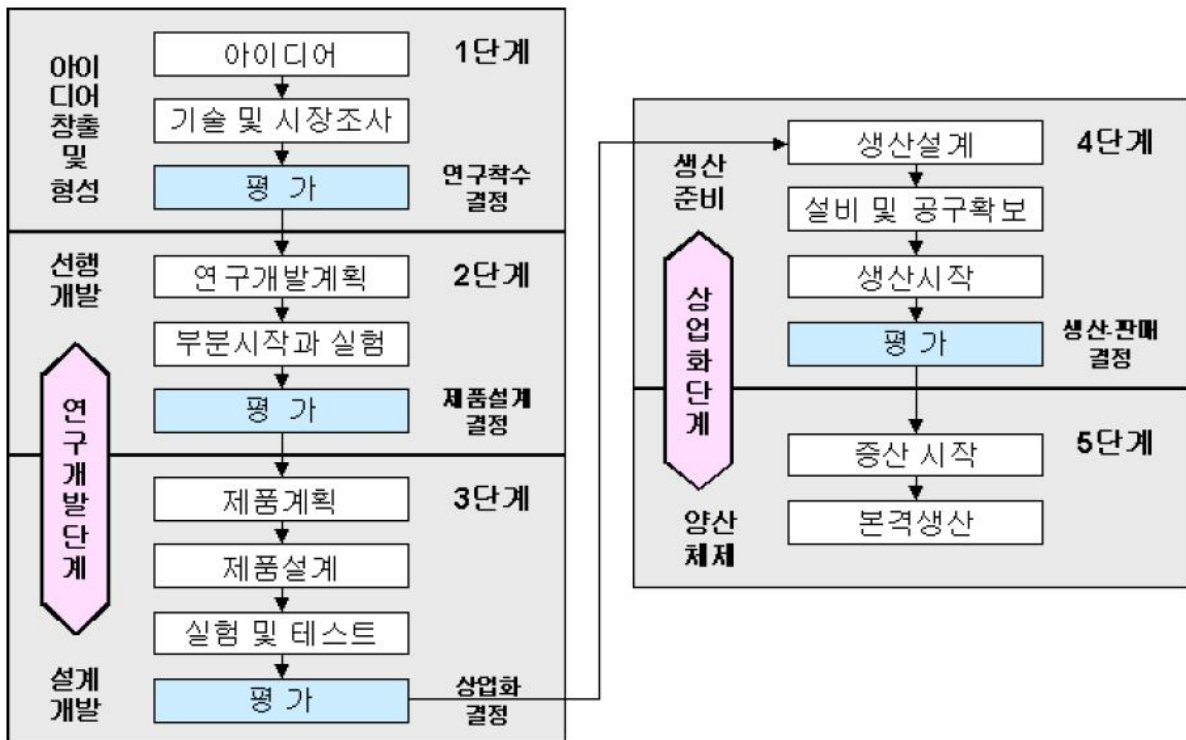 아이
디어
창출
및
형성
1단계
아이디어
기술 및 시장조사
평 가
연구착수
결정
선행
개발
2단계
연구개발계획
부분시작과 실험
평 가
제품설계
결정
연구개발단계
3단계
제품계획
제품설계
실험 및 테스트
평 가
설계
개발
상업화
결정
생산
준비
4단계
생산설계
설비 및 공구확보
생산시작
평 가
생산-판매
결정
상업화단계
5단계
증산 시작
본격생산
양산
체제